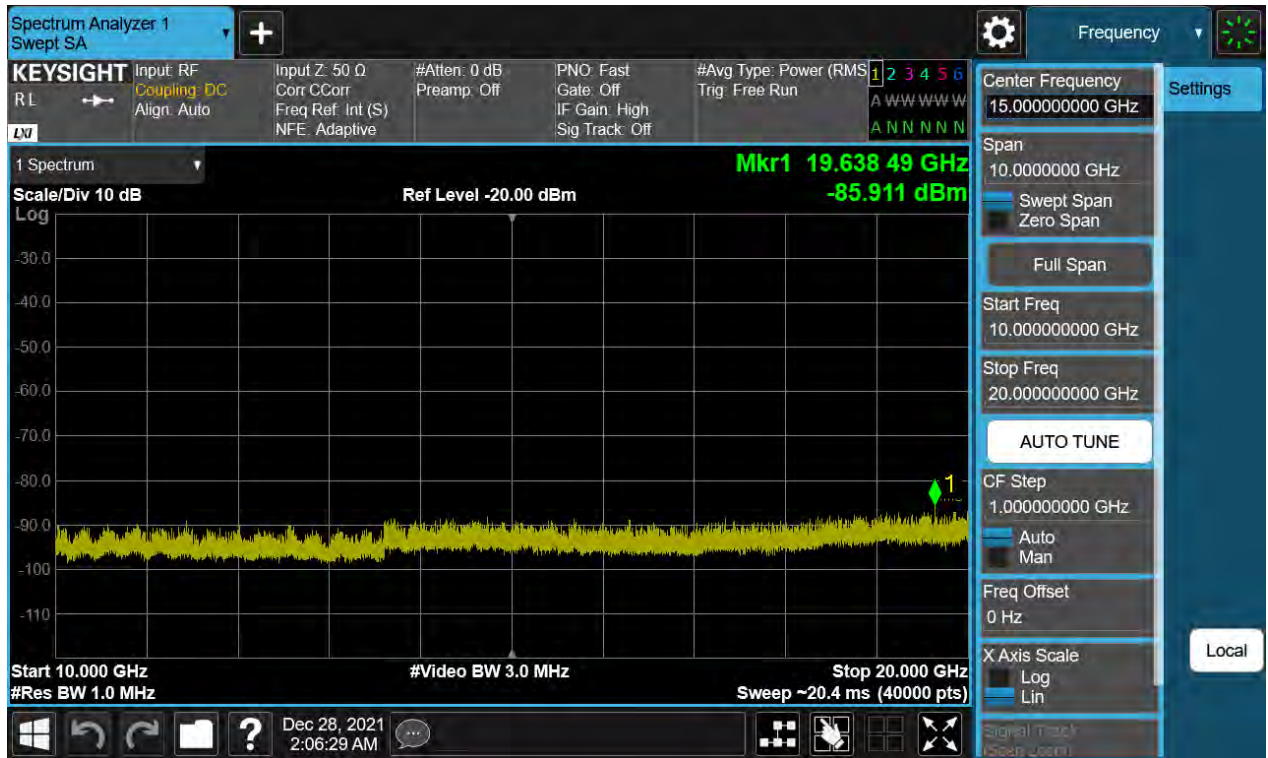 Spectrum Analyzer 1
Swept SA
+
Frequency
KEYSIGHT
RL
LXI
Input: RF
Coupling: DC
Align: Auto
Input Z: 50 Ω
Corr CCorr
Freq Ref: Int (S)
NFE: Adaptive
#Atten: 0 dB
Preamp: Off
PNO: Fast
Gate: Off
IF Gain: High
Sig Track: Off
#Avg Type: Power (RMS
Trig: Free Run
1 2 3 4 5 6
A W W W W W
A N N N N N
1 Spectrum
Mkr1 19.638 49 GHz
-85.911 dBm
Scale/Div 10 dB
Ref Level -20.00 dBm
Log
-30.0
-40.0
-50.0
-60.0
-70.0
-80.0
-90.0
-100
-110
1
Start 10.000 GHz
#Video BW 3.0 MHz
Stop 20.000 GHz
#Res BW 1.0 MHz
Sweep ~20.4 ms (40000 pts)
?
Dec 28, 2021
2:06:29 AM
Center Frequency
15.000000000 GHz
Settings
Span
10.0000000 GHz
Swept Span
Zero Span
Full Span
Start Freq
10.000000000 GHz
Stop Freq
20.000000000 GHz
AUTO TUNE
CF Step
1.000000000 GHz
Auto
Man
Freq Offset
0 Hz
X Axis Scale
Log
Lin
Local
Signal Track
(Span Zoom)